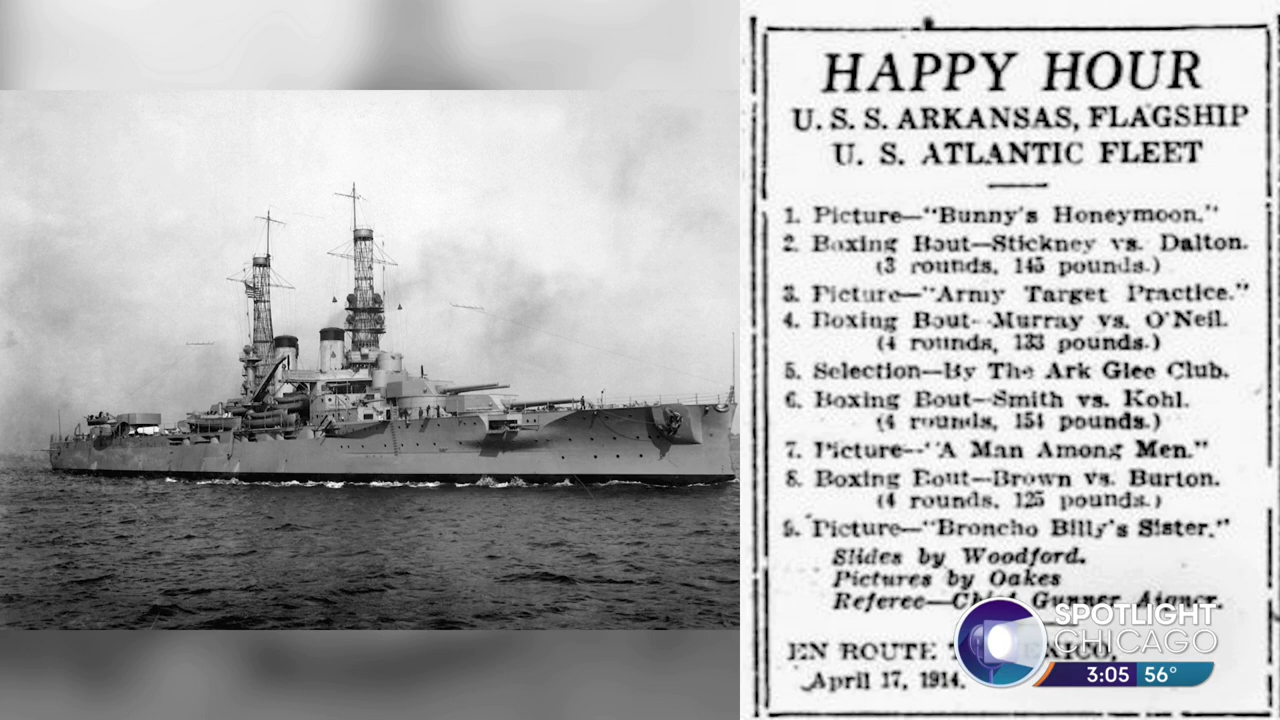 HAPPY HOUR
U. S. S. ARKANSAS, FLAGSHIP
U. S. ATLANTIC FLEET
1. Picture—"Bunny's Honeymoon."
2. Boxing Bout—Stickney vs. Dalton.
(3 rounds, 145 pounds.)
3. Picture—"Army Target Practice."
4. Boxing Bout—Murray vs. O'Neil.
(4 rounds, 133 pounds.)
5. Selection—By The Ark Glee Club.
6. Boxing Bout—Smith vs. Kohl.
(4 rounds, 154 pounds.)
7. Picture—"A Man Among Men."
8. Boxing Bout—Brown vs. Burton.
(4 rounds, 125 pounds.)
9. Picture—"Broncho Billy's Sister."
Slides by Woodford.
Pictures by Oakes
Referee—Chief Gunner Aigner.
EN ROUTE
April 17, 1914.
SPOTLIGHT
CHICAGO
3:05 56°